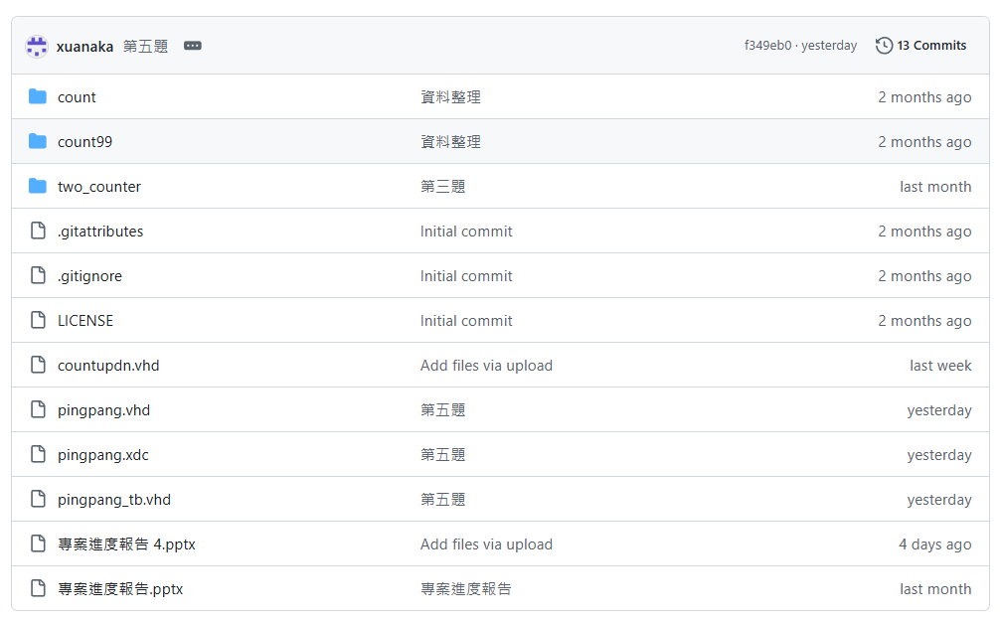 xuanaka 第五題 f349eb0 · yesterday 13 Commits
count 資料整理 2 months ago
count99 資料整理 2 months ago
two_counter 第三題 last month
.gitattributes Initial commit 2 months ago
.gitignore Initial commit 2 months ago
LICENSE Initial commit 2 months ago
countupdn.vhd Add files via upload last week
pingpang.vhd 第五題 yesterday
pingpang.xdc 第五題 yesterday
pingpang_tb.vhd 第五題 yesterday
專案進度報告 4.pptx Add files via upload 4 days ago
專案進度報告.pptx 專案進度報告 last month